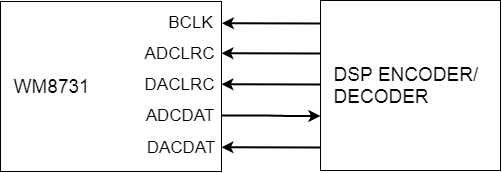 WM8731
BCLK
ADCLRC
DACLRC
ADCDAT
DACDAT
DSP ENCODER/
DECODER